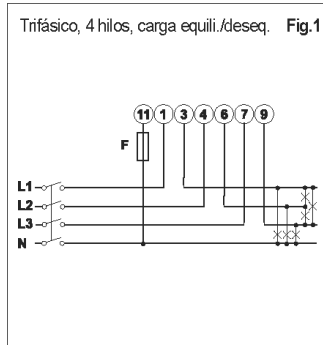 Trifásico, 4 hilos, carga equili./deseq. Fig.1
11 1 3 4 6 7 9
F
L1
L2
L3
N